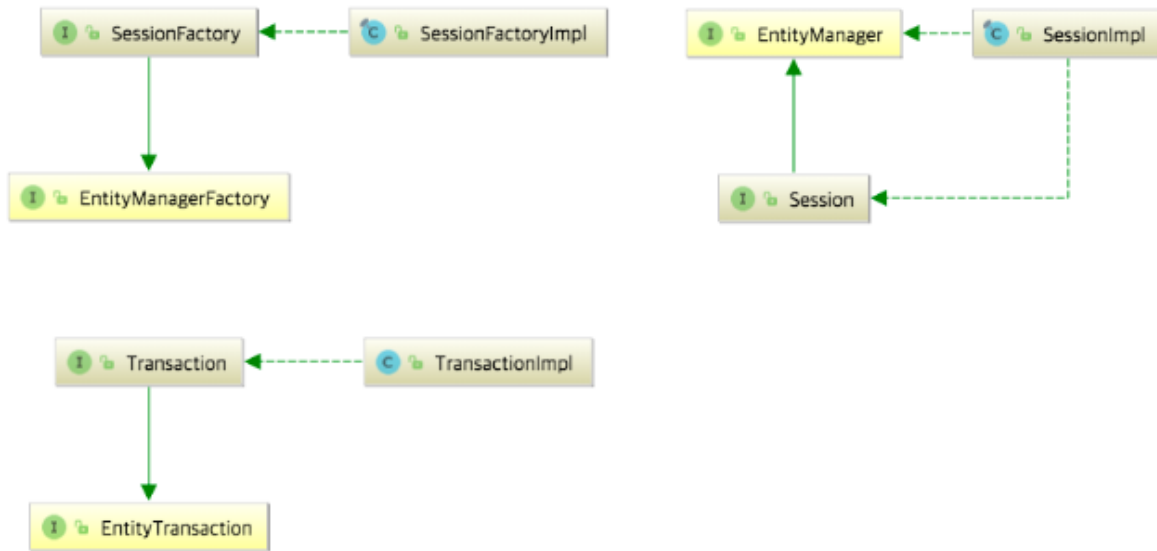 I SessionFactory
C SessionFactoryImpl
I EntityManager
C SessionImpl
I EntityManagerFactory
I Session
I Transaction
C TransactionImpl
I EntityTransaction